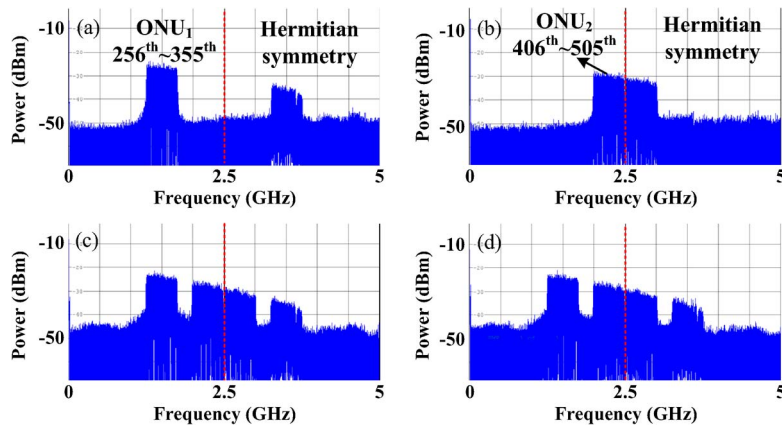 (a) ONU1 Hermitian
256th~355th symmetry
-10
-50
Power (dBm)
0 2.5 5
Frequency (GHz)
(b) ONU2 Hermitian
406th~505th symmetry
-10
-50
Power (dBm)
0 2.5 5
Frequency (GHz)
(c)
-10
-50
Power (dBm)
0 2.5 5
Frequency (GHz)
(d)
-10
-50
Power (dBm)
0 2.5 5
Frequency (GHz)